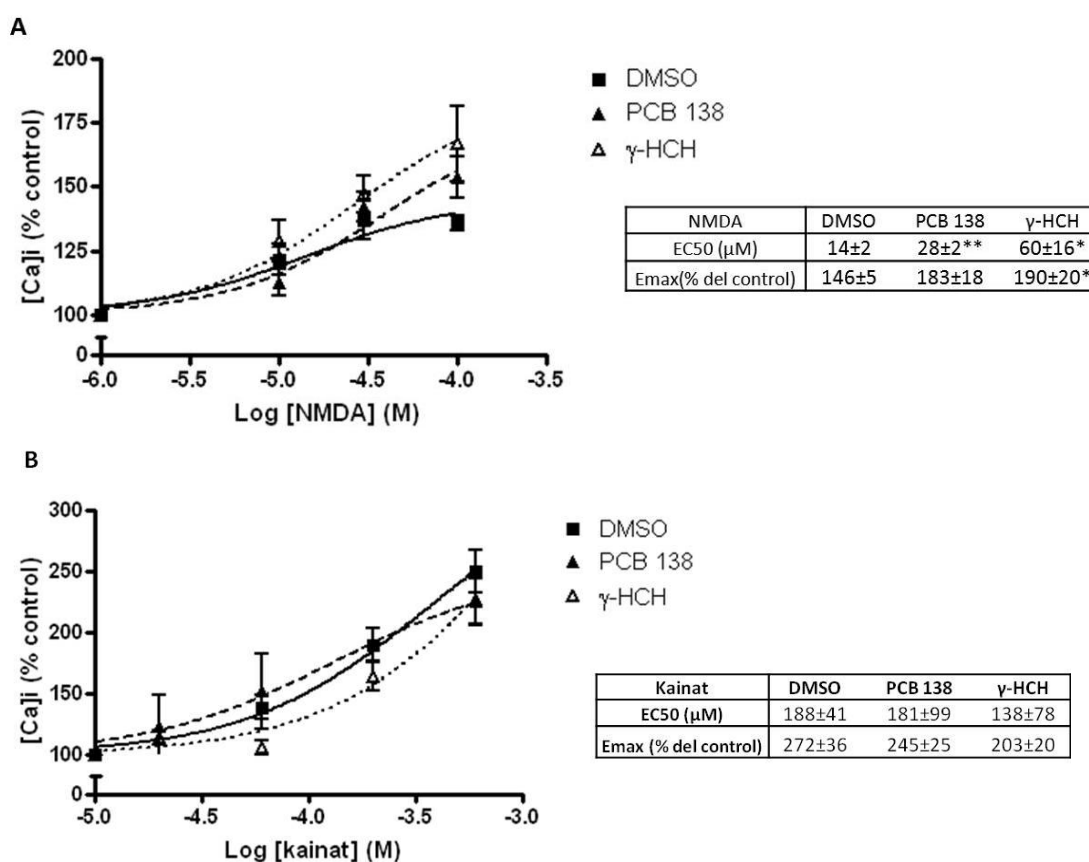 A
200
175
150
125
100
0
[Ca]i (% control)
-6.0 -5.5 -5.0 -4.5 -4.0 -3.5
Log [NMDA] (M)
DMSO
PCB 138
γ-HCH
NMDA DMSO PCB 138 γ-HCH
EC50 (µM) 14±2 28±2** 60±16*
Emax(% del control) 146±5 183±18 190±20*
B
300
250
200
150
100
0
[Ca]i (% control)
-5.0 -4.5 -4.0 -3.5 -3.0
Log [kainat] (M)
DMSO
PCB 138
γ-HCH
Kainat DMSO PCB 138 γ-HCH
EC50 (µM) 188±41 181±99 138±78
Emax (% del control) 272±36 245±25 203±20